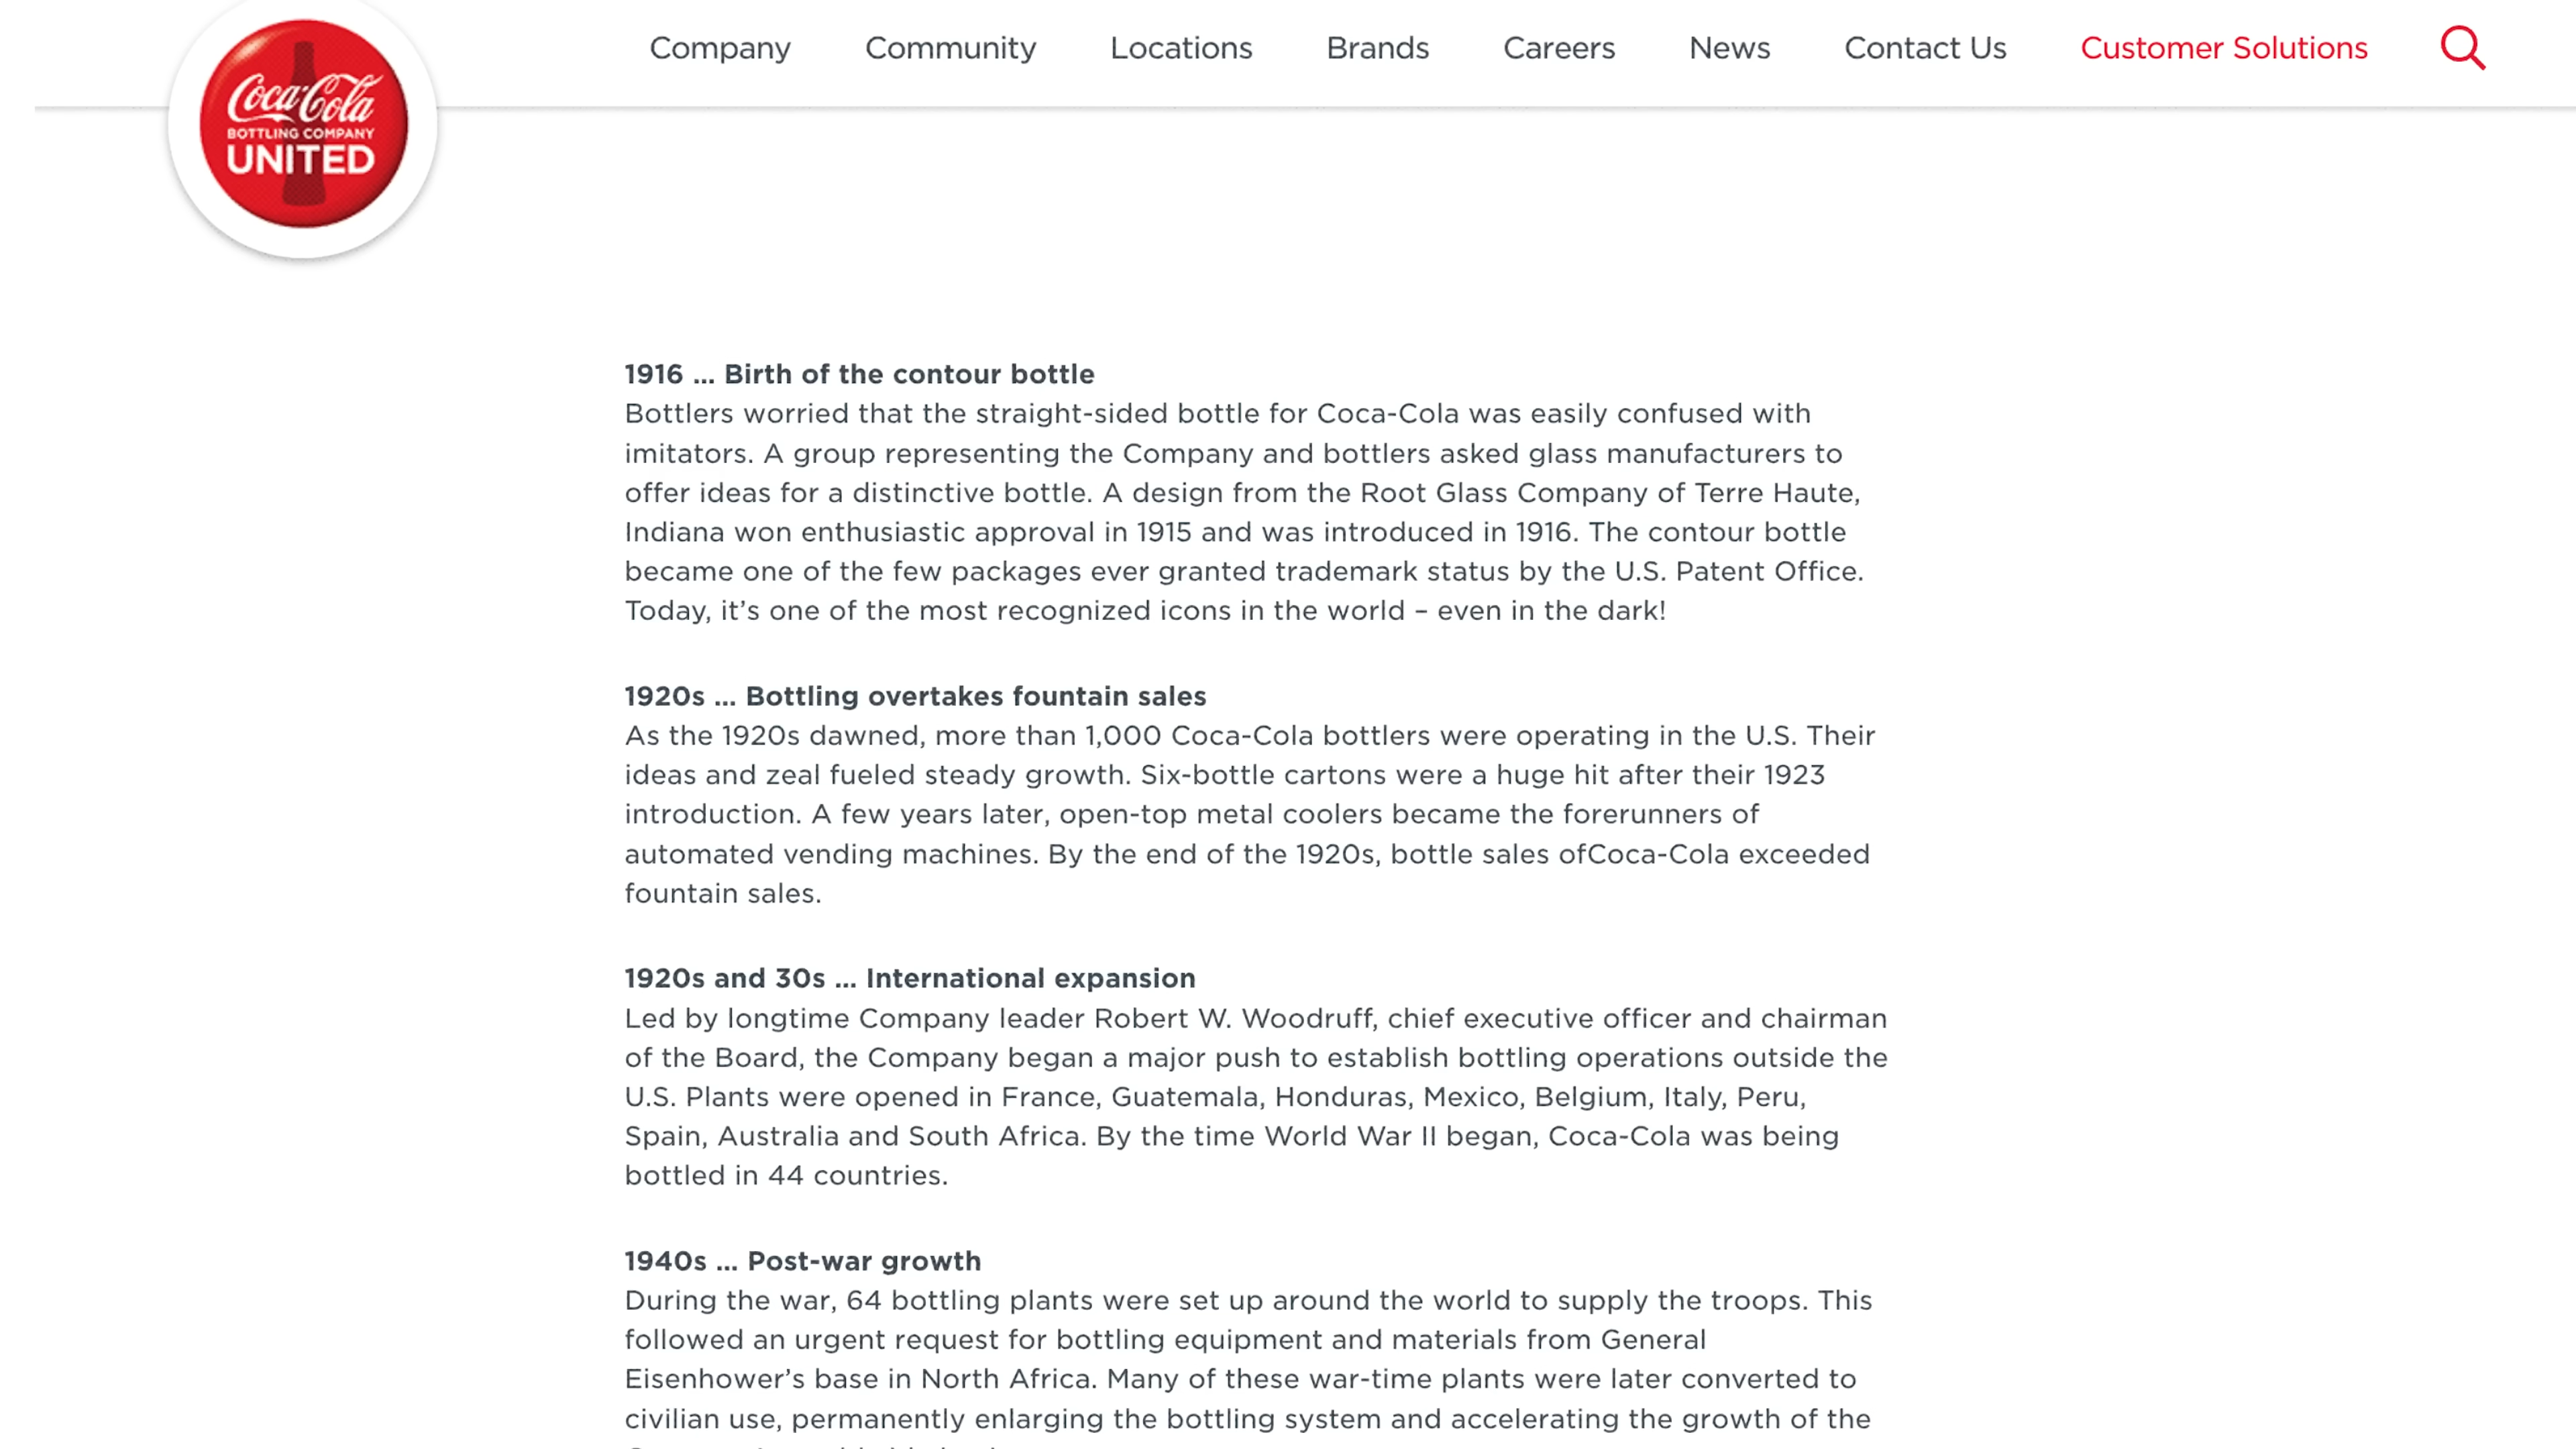 Company Community Locations Brands Careers News Contact Us Customer Solutions
Coca-Cola
BOTTLING COMPANY
UNITED
1916 ... Birth of the contour bottle
Bottlers worried that the straight-sided bottle for Coca-Cola was easily confused with
imitators. A group representing the Company and bottlers asked glass manufacturers to
offer ideas for a distinctive bottle. A design from the Root Glass Company of Terre Haute,
Indiana won enthusiastic approval in 1915 and was introduced in 1916. The contour bottle
became one of the few packages ever granted trademark status by the U.S. Patent Office.
Today, it’s one of the most recognized icons in the world – even in the dark!
1920s ... Bottling overtakes fountain sales
As the 1920s dawned, more than 1,000 Coca-Cola bottlers were operating in the U.S. Their
ideas and zeal fueled steady growth. Six-bottle cartons were a huge hit after their 1923
introduction. A few years later, open-top metal coolers became the forerunners of
automated vending machines. By the end of the 1920s, bottle sales ofCoca-Cola exceeded
fountain sales.
1920s and 30s ... International expansion
Led by longtime Company leader Robert W. Woodruff, chief executive officer and chairman
of the Board, the Company began a major push to establish bottling operations outside the
U.S. Plants were opened in France, Guatemala, Honduras, Mexico, Belgium, Italy, Peru,
Spain, Australia and South Africa. By the time World War II began, Coca-Cola was being
bottled in 44 countries.
1940s ... Post-war growth
During the war, 64 bottling plants were set up around the world to supply the troops. This
followed an urgent request for bottling equipment and materials from General
Eisenhower’s base in North Africa. Many of these war-time plants were later converted to
civilian use, permanently enlarging the bottling system and accelerating the growth of the